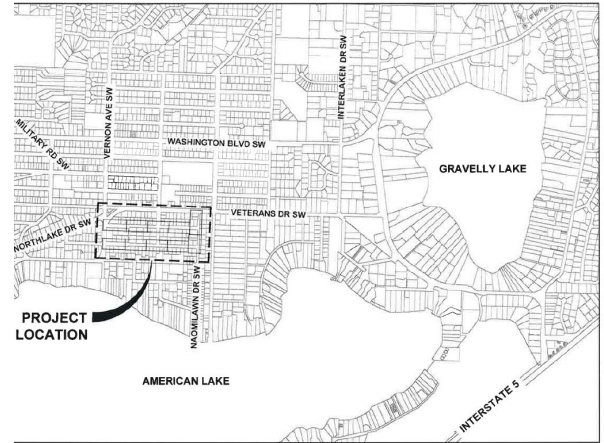 INTERLAKEN DR SW
VERNON AVE SW
MILITARY RD SW
WASHINGTON BLVD SW
GRAVELLY LAKE
VETERANS DR SW
NORTHLAKE DR SW
NAOMILAWN DR SW
PROJECT
LOCATION
AMERICAN LAKE
INTERSTATE 5